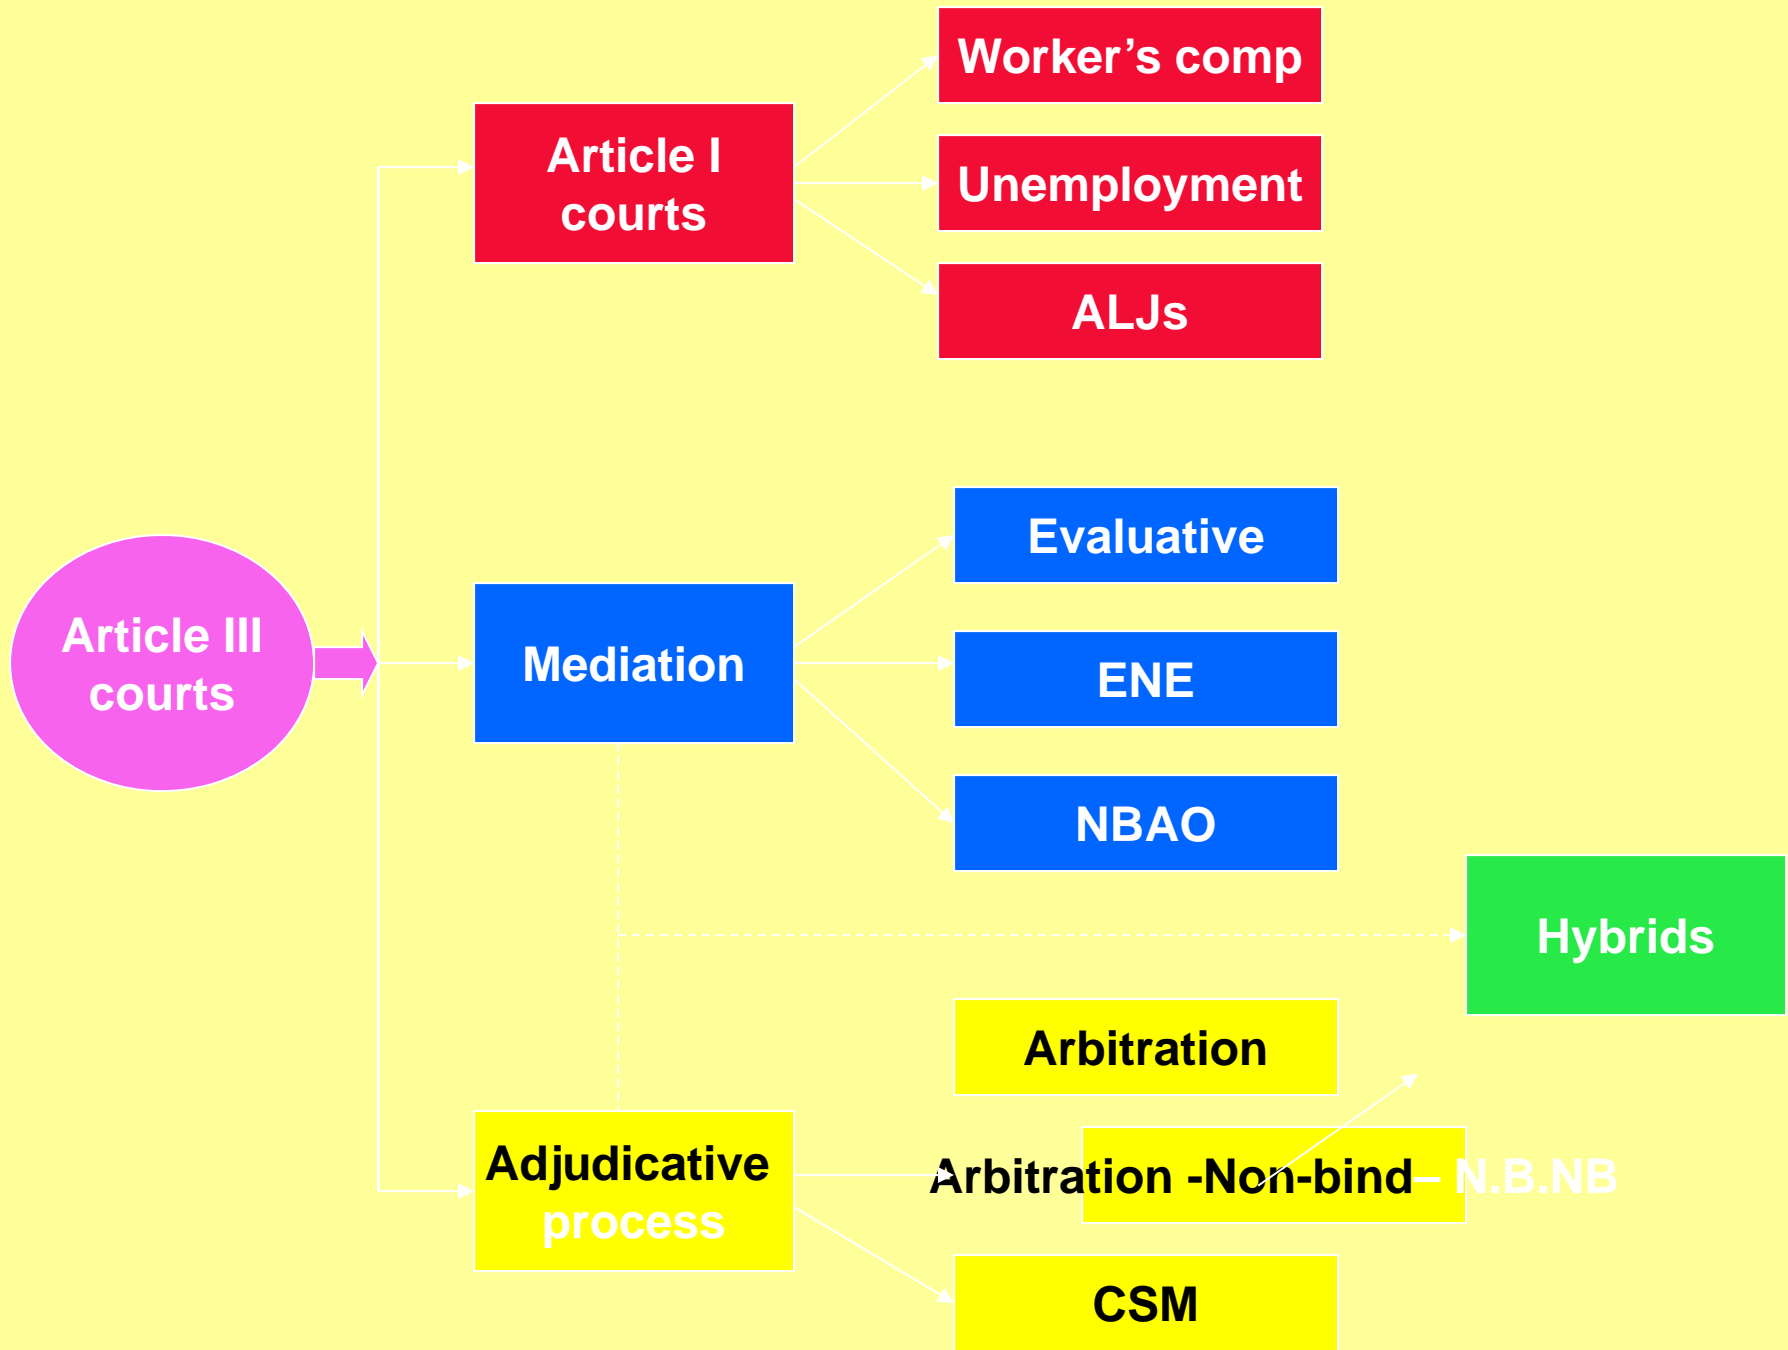 Worker’s comp
Article I
courts
Unemployment
ALJs
Evaluative
Article III
courts
Mediation
ENE
NBAO
Hybrids
Arbitration
Adjudicative
process
Arbitration -Non-bind– N.B.NB
CSM